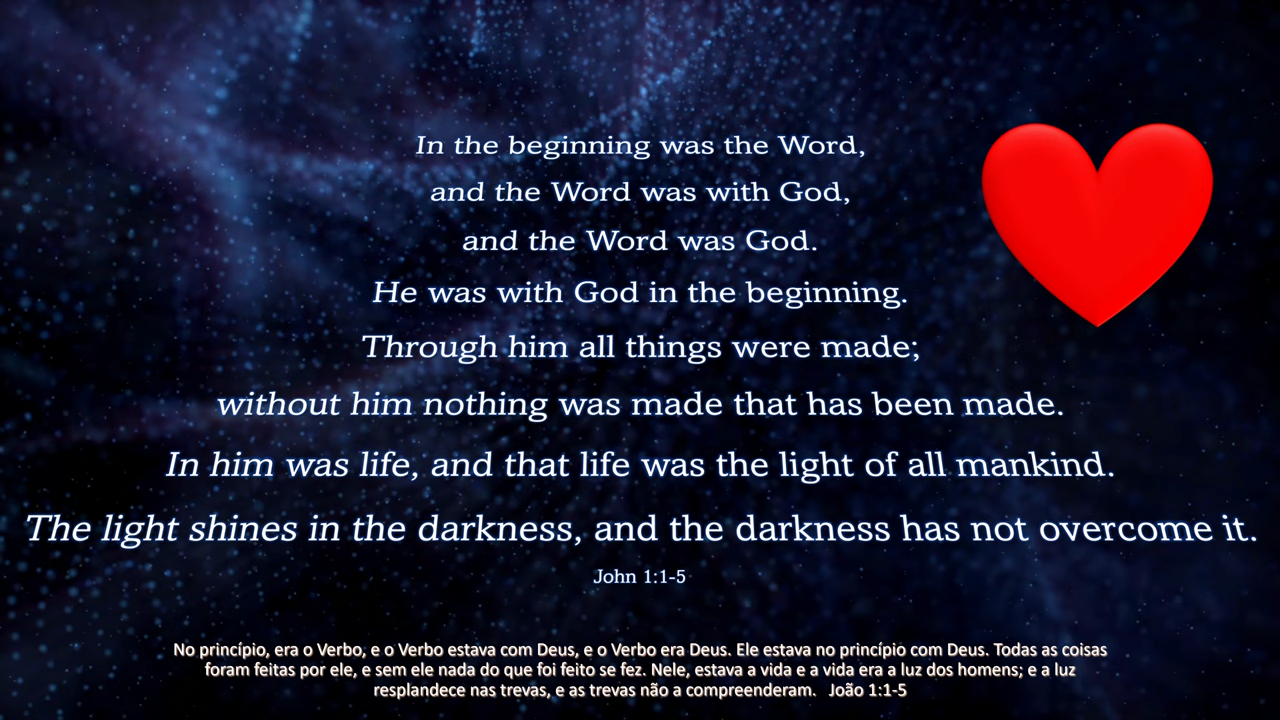 In the beginning was the Word,
and the Word was with God,
and the Word was God.
He was with God in the beginning.
Through him all things were made;
without him nothing was made that has been made.
In him was life, and that life was the light of all mankind.
The light shines in the darkness, and the darkness has not overcome it.
John 1:1-5
No princípio, era o Verbo, e o Verbo estava com Deus, e o Verbo era Deus. Ele estava no princípio com Deus. Todas as coisas
foram feitas por ele, e sem ele nada do que foi feito se fez. Nele, estava a vida e a vida era a luz dos homens; e a luz
resplandece nas trevas, e as trevas não a compreenderam. João 1:1-5